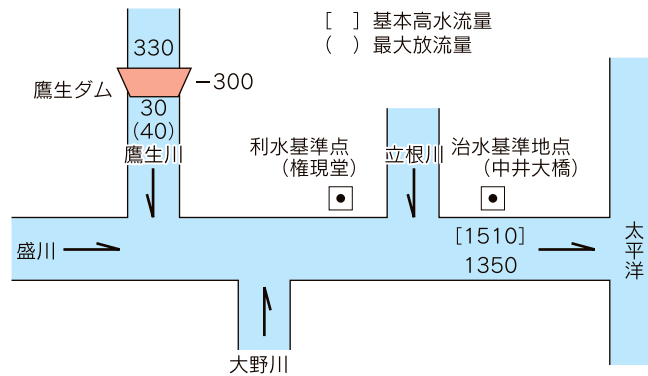 [　]基本高水流量
(　)最大放流量
330
鷹生ダム
－300
30
(40)
鷹生川
利水基準点
(権現堂)
立根川
治水基準地点
(中井大橋)
盛川
[1510]
1350
太平洋
大野川